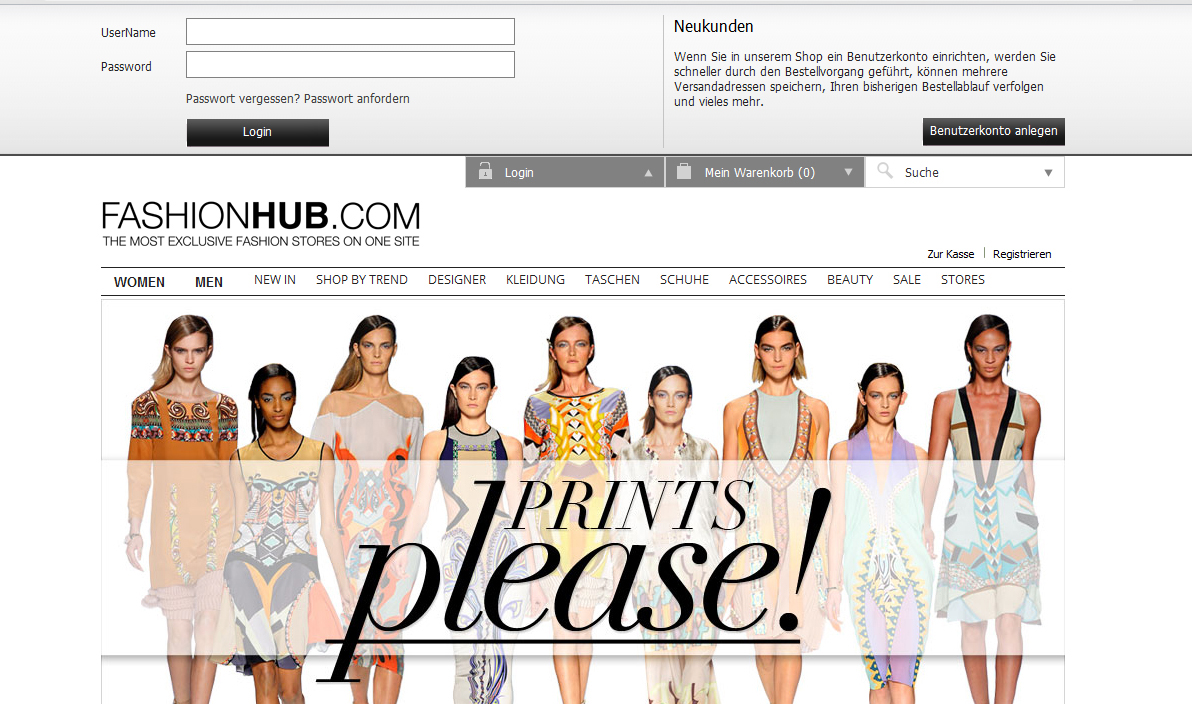 UserName
Password
Passwort vergessen? Passwort anfordern
Login
Neukunden
Wenn Sie in unserem Shop ein Benutzerkonto einrichten, werden Sie
schneller durch den Bestellvorgang geführt, können mehrere
Versandadressen speichern, Ihren bisherigen Bestellablauf verfolgen
und vieles mehr.
Benutzerkonto anlegen
Login Mein Warenkorb (0) Suche
FASHIONHUB.COM
THE MOST EXCLUSIVE FASHION STORES ON ONE SITE
Zur Kasse Registrieren
WOMEN MEN NEW IN SHOP BY TREND DESIGNER KLEIDUNG TASCHEN SCHUHE ACCESSOIRES BEAUTY SALE STORES
PRINTS
please!